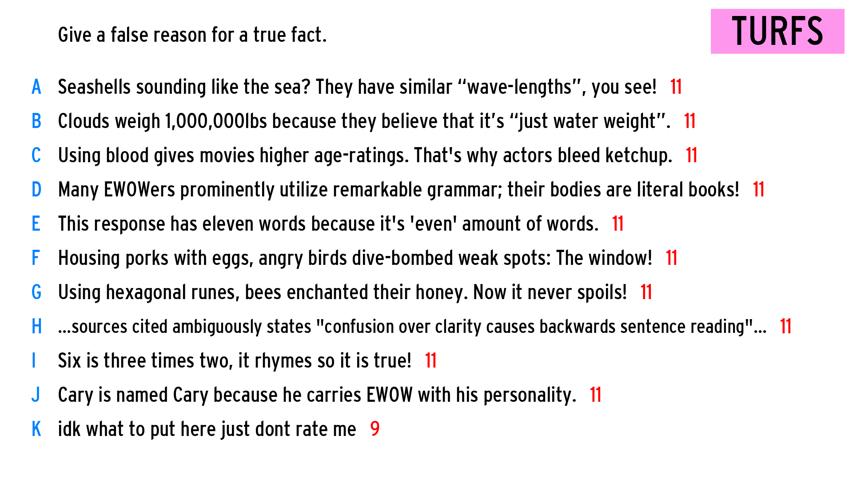 Give a false reason for a true fact.
TURFS
A Seashells sounding like the sea? They have similar “wave-lengths”, you see! 11
B Clouds weigh 1,000,000lbs because they believe that it’s “just water weight”. 11
C Using blood gives movies higher age-ratings. That's why actors bleed ketchup. 11
D Many EWOWers prominently utilize remarkable grammar; their bodies are literal books! 11
E This response has eleven words because it's 'even' amount of words. 11
F Housing porks with eggs, angry birds dive-bombed weak spots: The window! 11
G Using hexagonal runes, bees enchanted their honey. Now it never spoils! 11
H ...sources cited ambiguously states "confusion over clarity causes backwards sentence reading"... 11
I Six is three times two, it rhymes so it is true! 11
J Cary is named Cary because he carries EWOW with his personality. 11
K idk what to put here just dont rate me 9